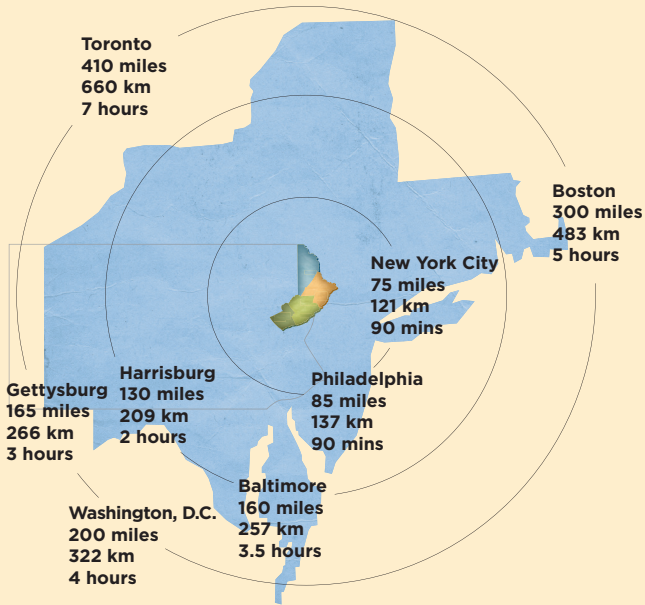 Toronto
410 miles
660 km
7 hours
Boston
300 miles
483 km
5 hours
New York City
75 miles
121 km
90 mins
Harrisburg
130 miles
209 km
2 hours
Philadelphia
85 miles
137 km
90 mins
Gettysburg
165 miles
266 km
3 hours
Baltimore
160 miles
257 km
3.5 hours
Washington, D.C.
200 miles
322 km
4 hours